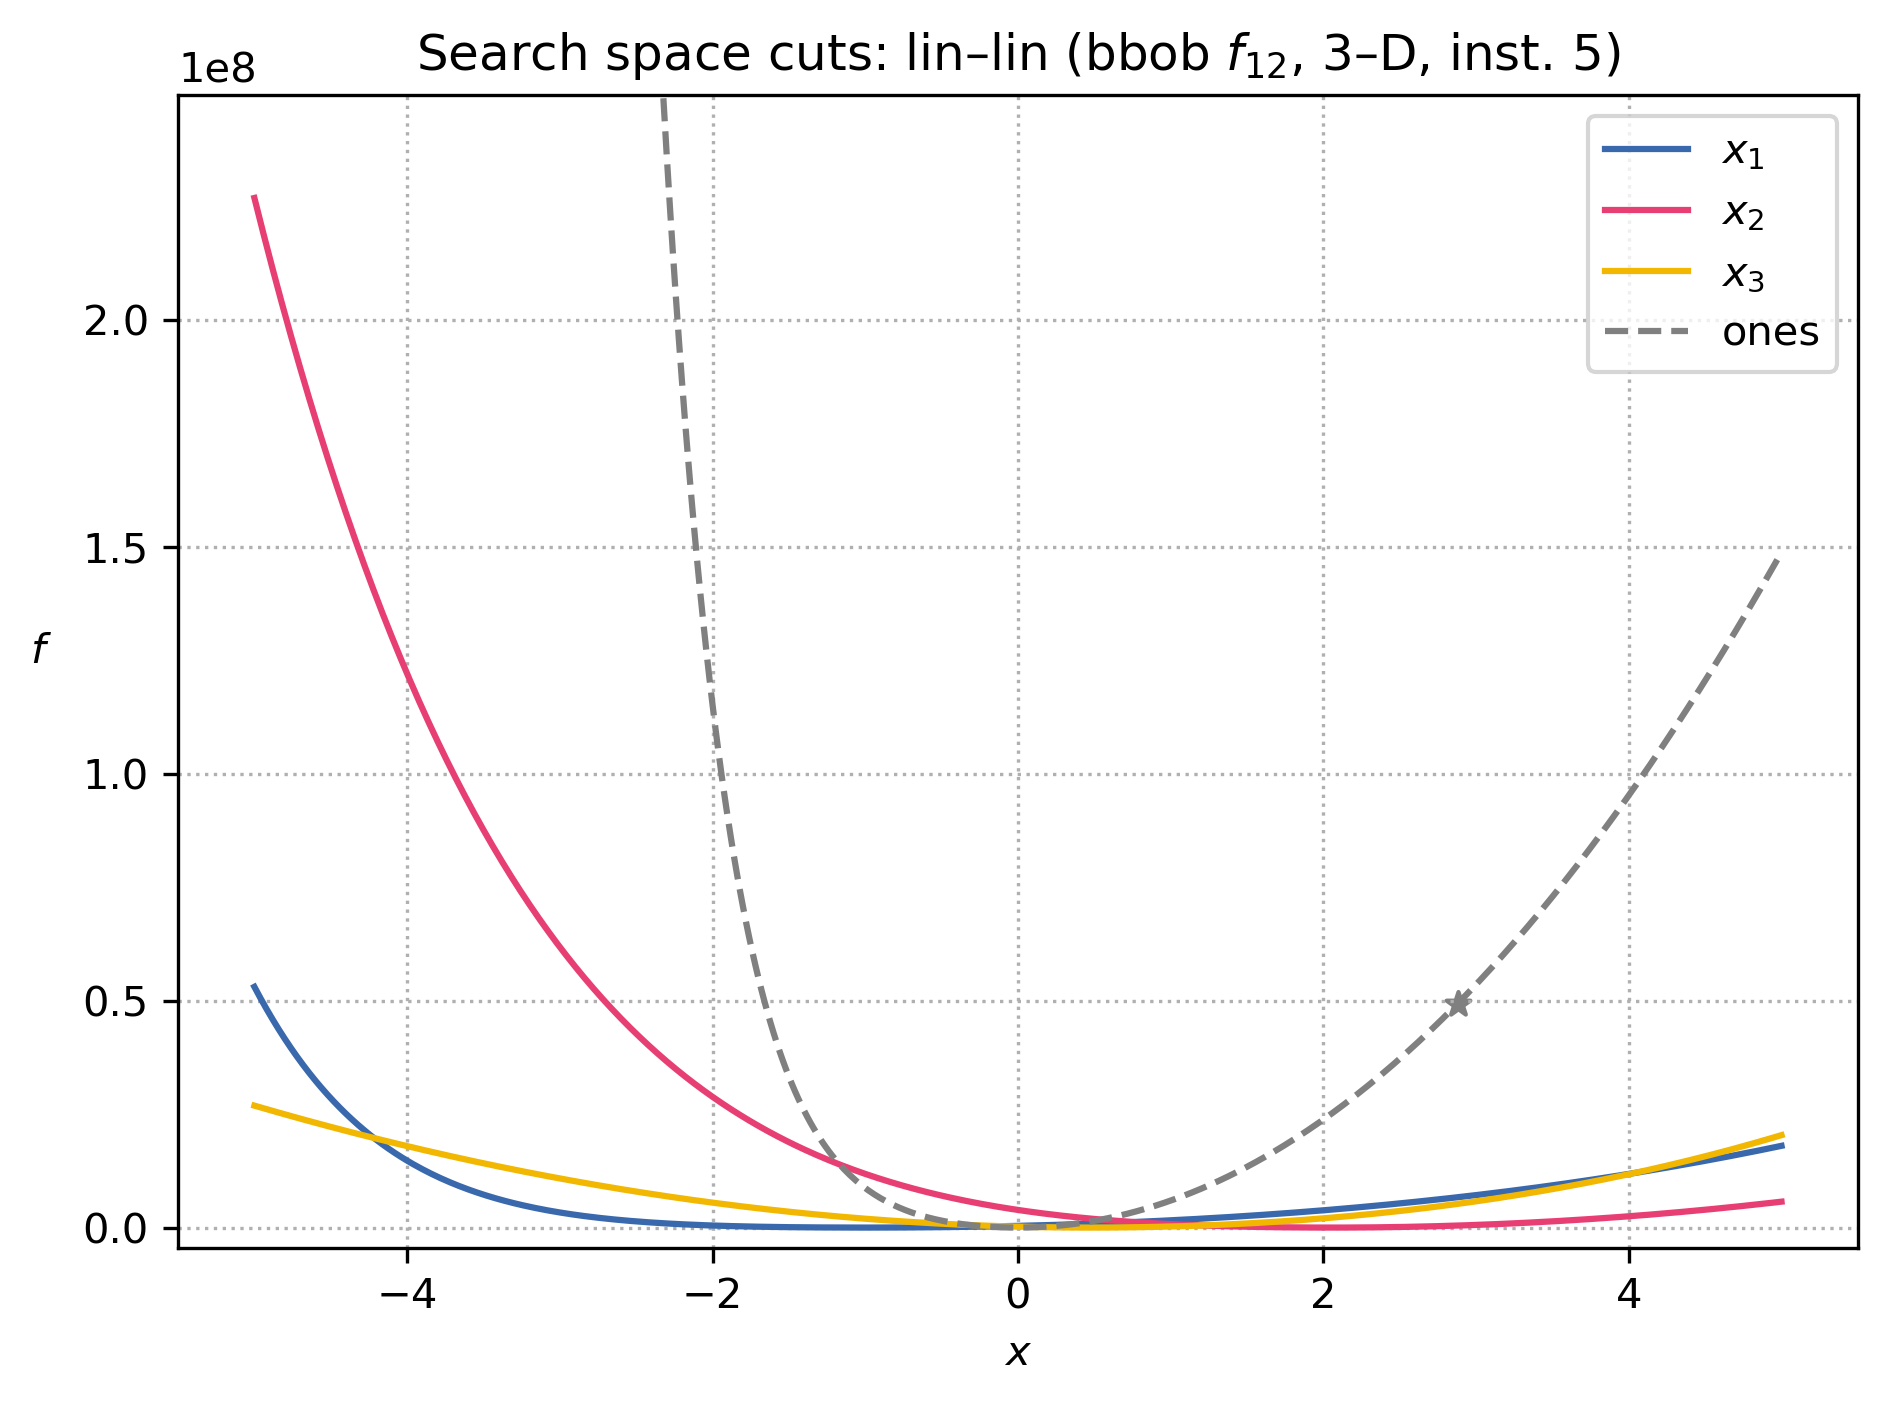 Search space cuts: lin–lin (bbob f₁₂, 3–D, inst. 5)
1e8
x₁
x₂
x₃
ones
2.0
1.5
1.0
0.5
0.0
f
−4
−2
0
2
4
x